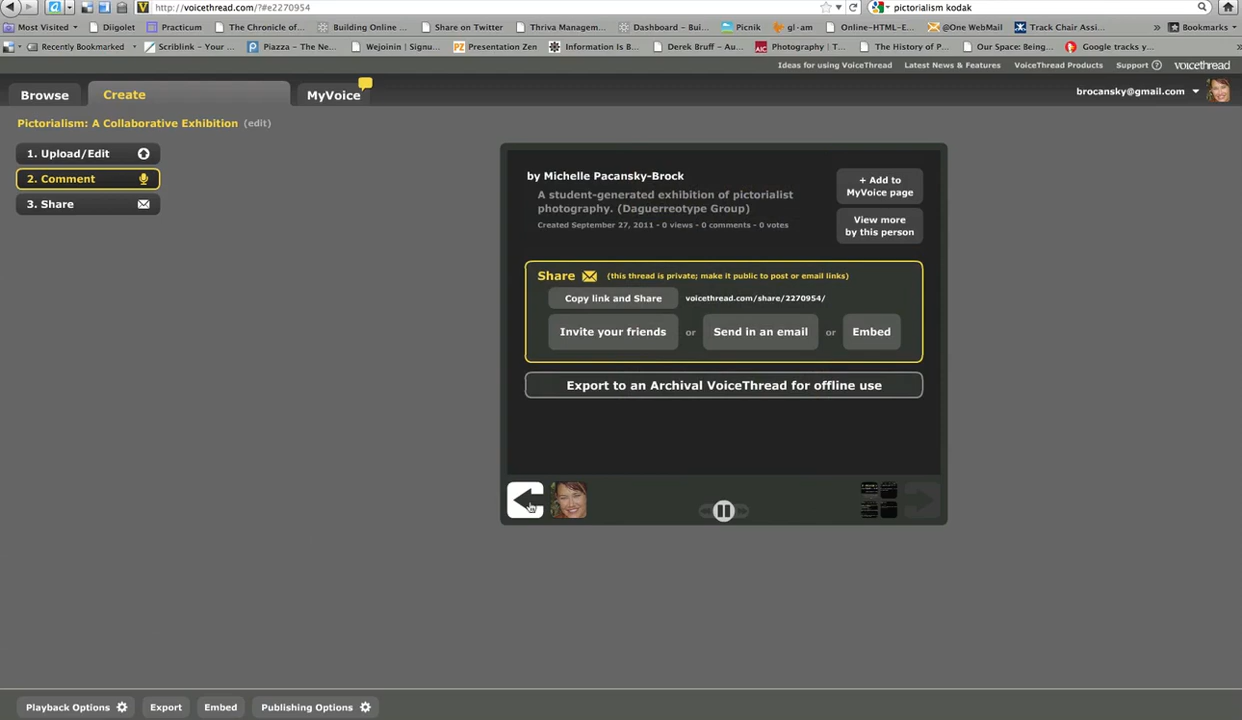 http://voicethread.com/?#e2270954
pictorialism kodak
Most Visited Diigolet Practicum The Chronicle of... Building Online ... Share on Twitter Thriva Managem... Dashboard - Bui... Picnik gl-am Online-HTML-E... @One WebMail Track Chair Assi... » Bookmarks
Recently Bookmarked Scriblink - Your ... Piazza - The Ne... Wejoinin | Signu... PZ Presentation Zen Information Is B... Derek Bruff - Au... AIC Photography | T... The History of P... Our Space: Being... Google tracks y... »
Ideas for using VoiceThread Latest News & Features VoiceThread Products Support ? voicethread
Browse Create MyVoice
brocansky@gmail.com
Pictorialism: A Collaborative Exhibition (edit)
1. Upload/Edit
2. Comment
3. Share
by Michelle Pacansky-Brock
A student-generated exhibition of pictorialist
photography. (Daguerreotype Group)
Created September 27, 2011 - 0 views - 0 comments - 0 votes
+ Add to
MyVoice page
View more
by this person
Share (this thread is private; make it public to post or email links)
Copy link and Share voicethread.com/share/2270954/
Invite your friends or Send in an email or Embed
Export to an Archival VoiceThread for offline use
Playback Options Export Embed Publishing Options